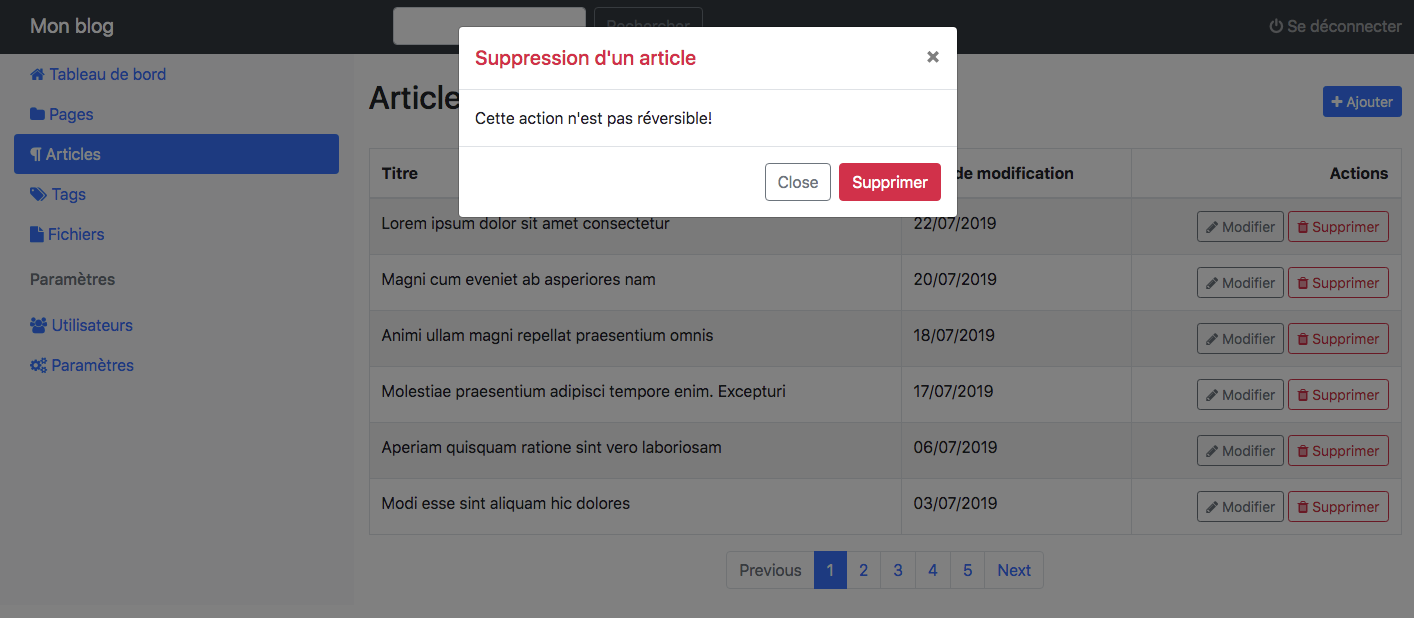 Mon blog
Rechercher
Se déconnecter
Suppression d'un article
×
Cette action n'est pas réversible!
Close
Supprimer
Tableau de bord
Pages
Articles
Tags
Fichiers
Paramètres
Utilisateurs
Paramètres
Article
Ajouter
Titre de modification Actions
Lorem ipsum dolor sit amet consectetur 22/07/2019 Modifier Supprimer
Magni cum eveniet ab asperiores nam 20/07/2019 Modifier Supprimer
Animi ullam magni repellat praesentium omnis 18/07/2019 Modifier Supprimer
Molestiae praesentium adipisci tempore enim. Excepturi 17/07/2019 Modifier Supprimer
Aperiam quisquam ratione sint vero laboriosam 06/07/2019 Modifier Supprimer
Modi esse sint aliquam hic dolores 03/07/2019 Modifier Supprimer
Previous 1 2 3 4 5 Next